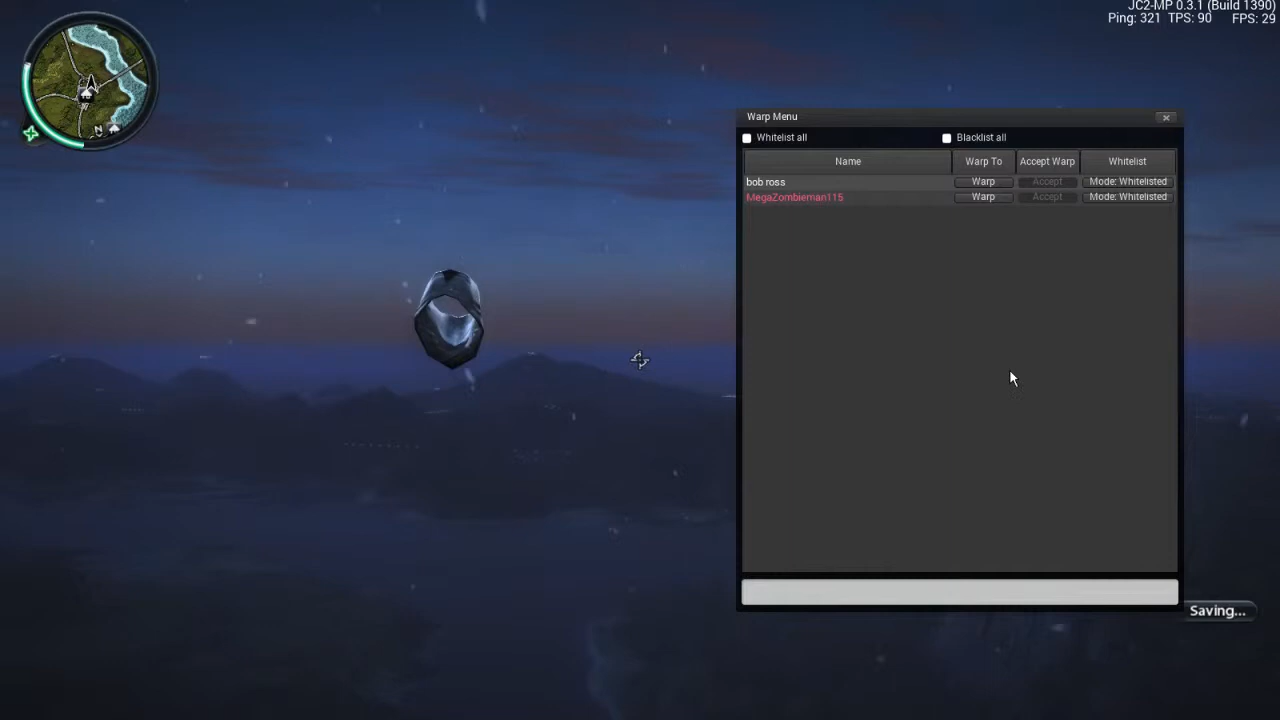 JC2-MP 0.3.1 (Build 1390)
Ping: 321 TPS: 90 FPS: 29
Warp Menu
Whitelist all Blacklist all
Name Warp To Accept Warp Whitelist
bob ross Warp Accept Mode: Whitelisted
MegaZombieman115 Warp Accept Mode: Whitelisted
Saving...